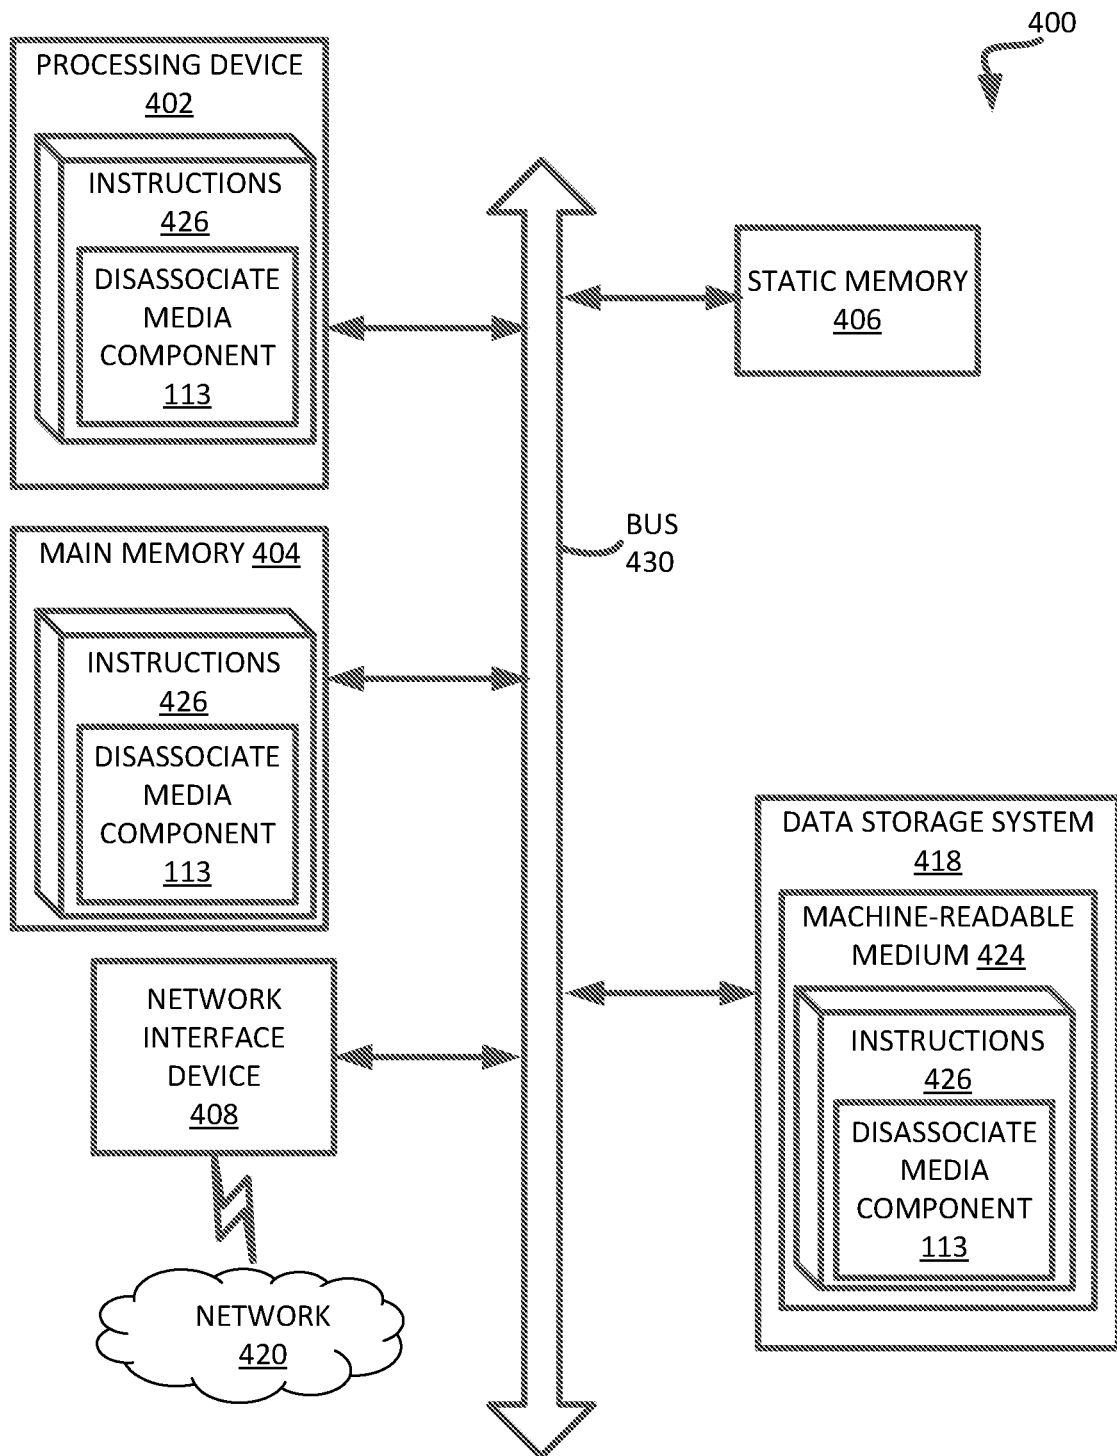 400
PROCESSING DEVICE
402
INSTRUCTIONS
426
DISASSOCIATE
MEDIA
COMPONENT
113
STATIC MEMORY
406
BUS
430
MAIN MEMORY 404
INSTRUCTIONS
426
DISASSOCIATE
MEDIA
COMPONENT
113
DATA STORAGE SYSTEM
418
MACHINE-READABLE
MEDIUM 424
INSTRUCTIONS
426
DISASSOCIATE
MEDIA
COMPONENT
113
NETWORK
INTERFACE
DEVICE
408
NETWORK
420